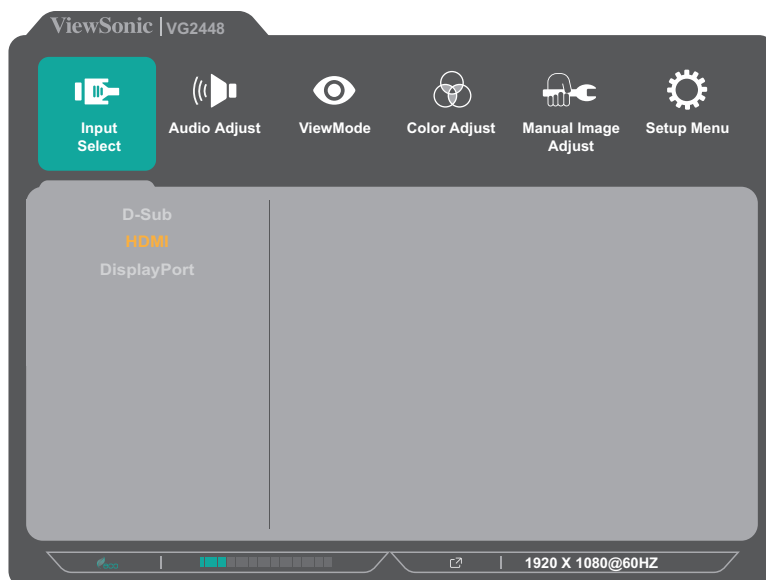 ViewSonic | VG2448
Input Select
Audio Adjust
ViewMode
Color Adjust
Manual Image Adjust
Setup Menu
D-Sub
HDMI
DisplayPort
eco
1920 X 1080@60HZ